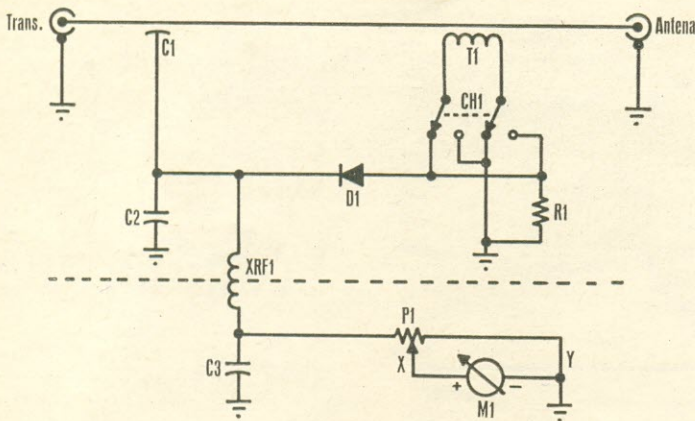 Trans.
Antena
C1
T1
CH1
C2
D1
R1
XRF1
P1
C3
X
Y
+
−
M1